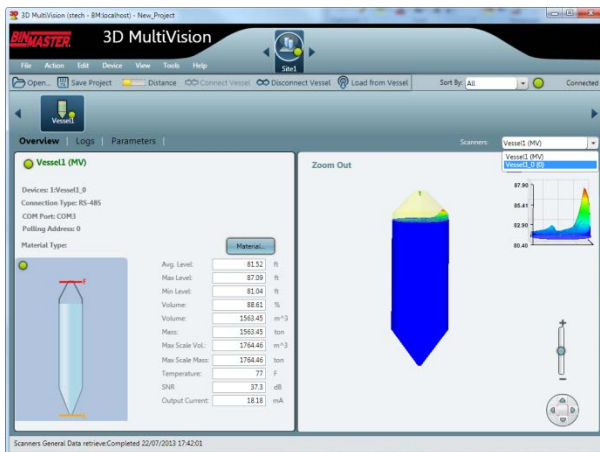 3D MultiVision (stech - BM:localhost) - New_Project
BINMASTER.
3D MultiVision
Site1
File Action Edit Device View Tools Help
Open... Save Project Distance Connect Vessel Disconnect Vessel Load from Vessel Sort By: All Connected
Vessel1
Overview | Logs | Parameters | Scanners: Vessel1 (MV)
Vessel1 (MV)
Vessel1_0 (0)
Vessel1 (MV)
Zoom Out
Devices: 1:Vessel1_0
Connection Type: RS-485
COM Port: COM3
Polling Address: 0
Material Type: Material...
87.90
85.41
82.90
80.40
F
Avg. Level: 81.52 ft
Max Level: 87.09 ft
Min Level: 81.04 ft
Volume: 88.61 %
Volume: 1563.45 m^3
Mass: 1563.45 ton
Max Scale Vol.: 1764.46 m^3
Max Scale Mass: 1764.46 ton
Temperature: 77 F
SNR 37.3 dB
Output Current: 18.18 mA
Scanners General Data retrieve:Completed 22/07/2013 17:42:01